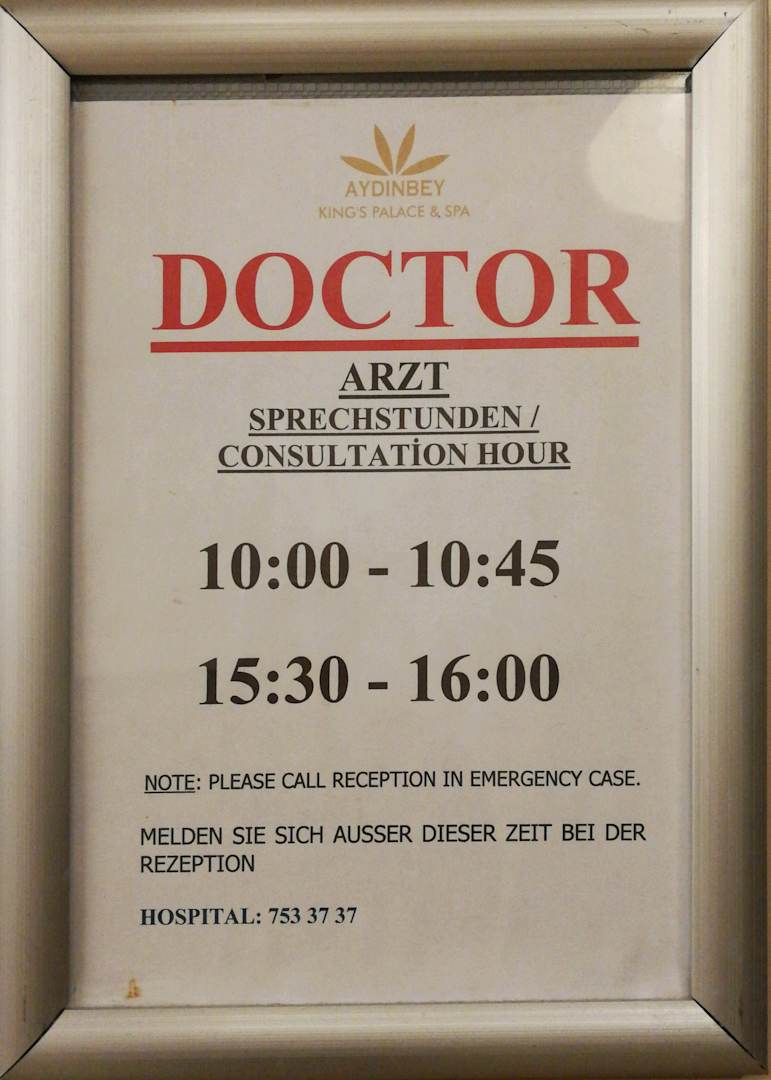 AYDINBEY
KING'S PALACE & SPA
DOCTOR
ARZT
SPRECHSTUNDEN /
CONSULTATİON HOUR
10:00 - 10:45
15:30 - 16:00
NOTE: PLEASE CALL RECEPTION IN EMERGENCY CASE.
MELDEN SIE SICH AUSSER DIESER ZEIT BEI DER
REZEPTION
HOSPITAL: 753 37 37